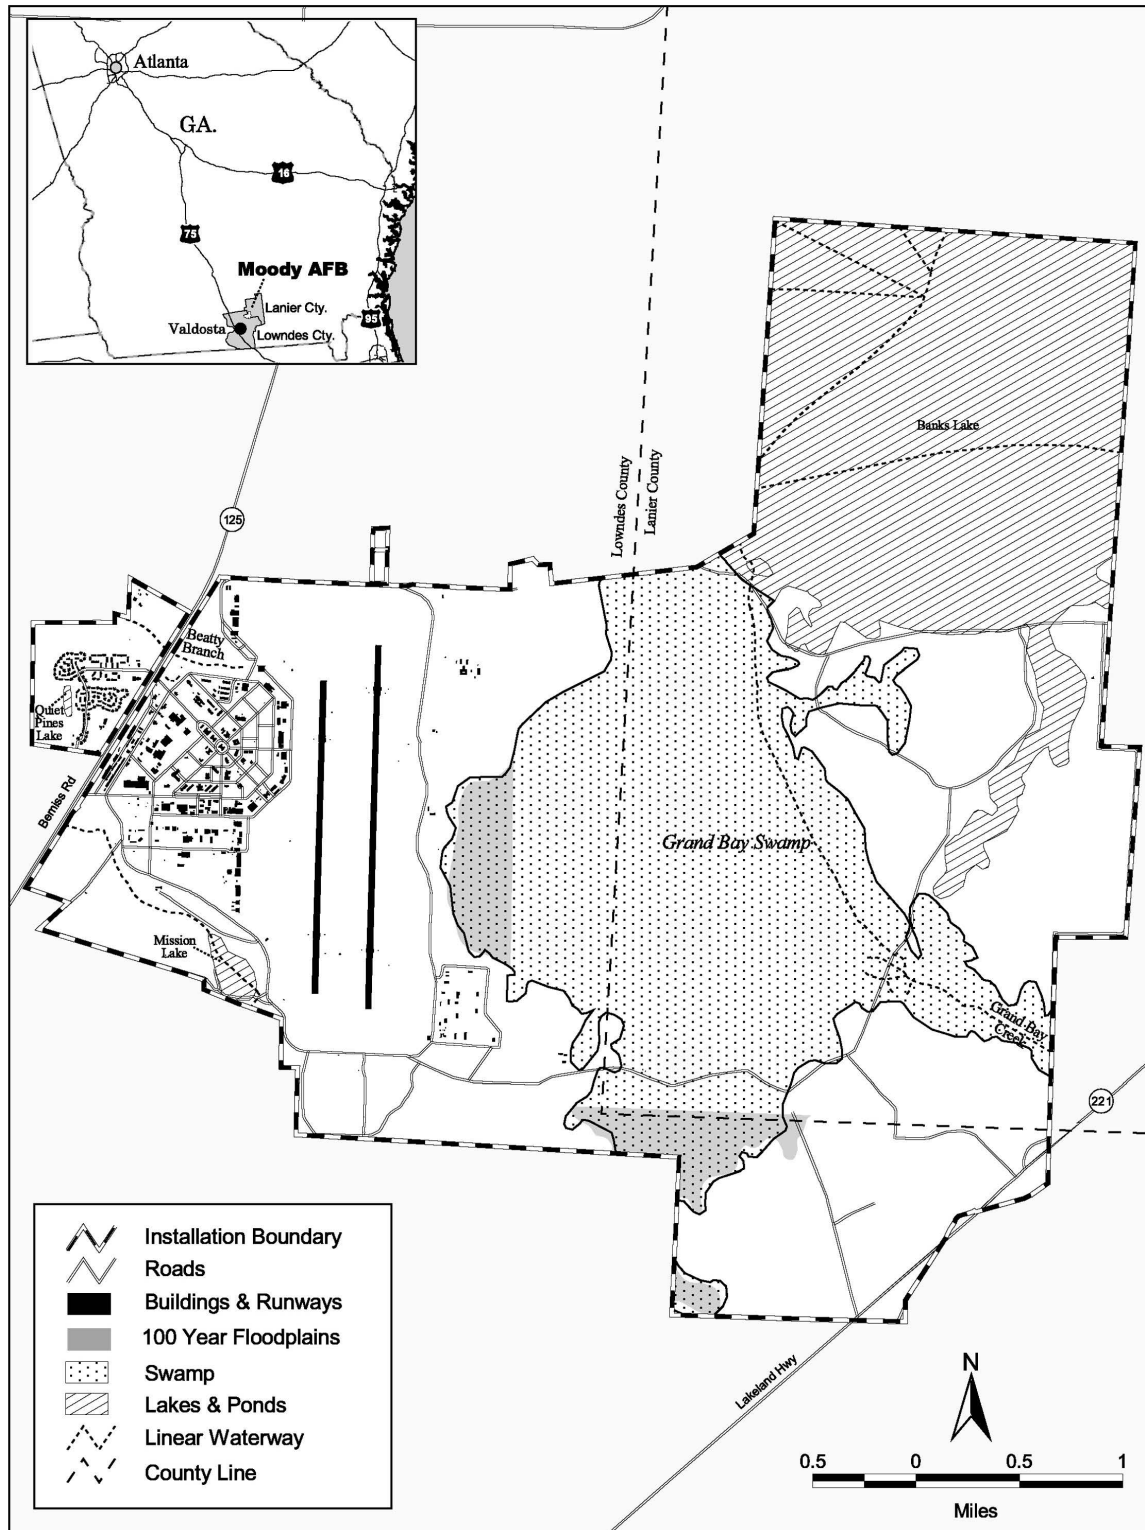 Atlanta
GA.
16
75
Moody AFB
Lanier Cty.
Valdosta
Lowndes Cty.
95
Banks Lake
Lowndes County
Lanier County
125
Beatty
Branch
Quiet
Pines
Lake
Bemiss Rd
Grand Bay Swamp
Mission
Lake
Grand Bay
Creek
221
Installation Boundary
Roads
Buildings & Runways
100 Year Floodplains
Swamp
Lakes & Ponds
Linear Waterway
County Line
Lakeland Hwy
N
0.5 0 0.5 1
Miles